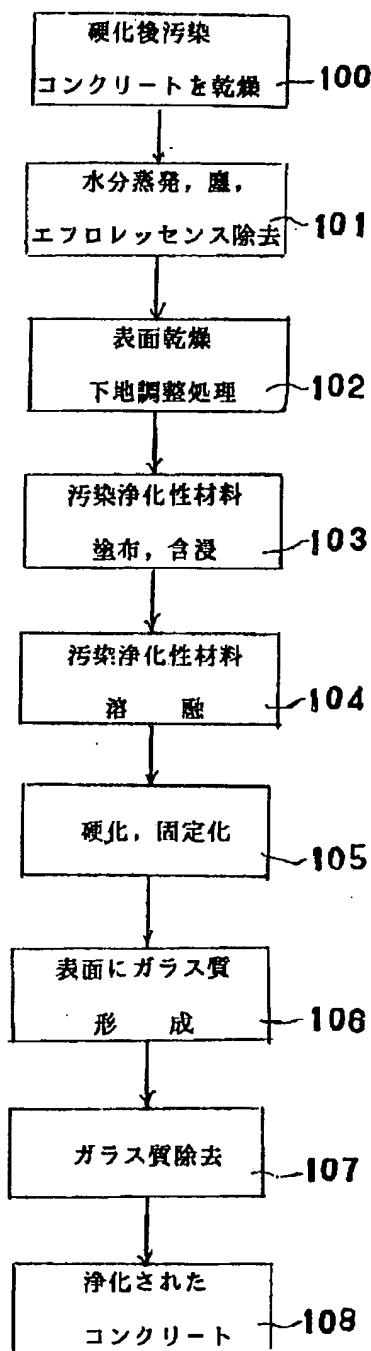 硬化後汚染
コンクリートを乾燥
100
水分蒸発，塵，
エフロレッセンス除去
101
表面乾燥
下地調整処理
102
汚染浄化性材料
塗布，含浸
103
汚染浄化性材料
溶　融
104
硬化，固定化
105
表面にガラス質
形　成
106
ガラス質除去
107
浄化された
コンクリート
108